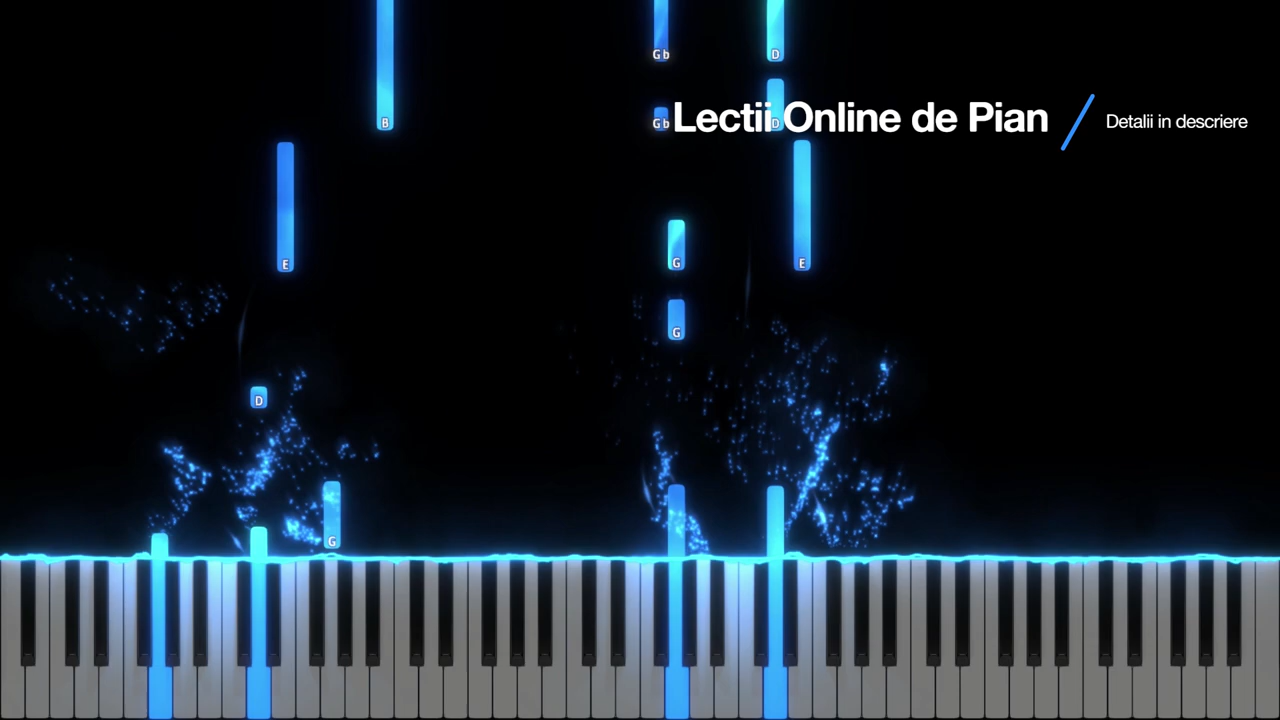 Gb D
B Gb Lectii Online de Pian D Detalii in descriere
E G E
G
D
G